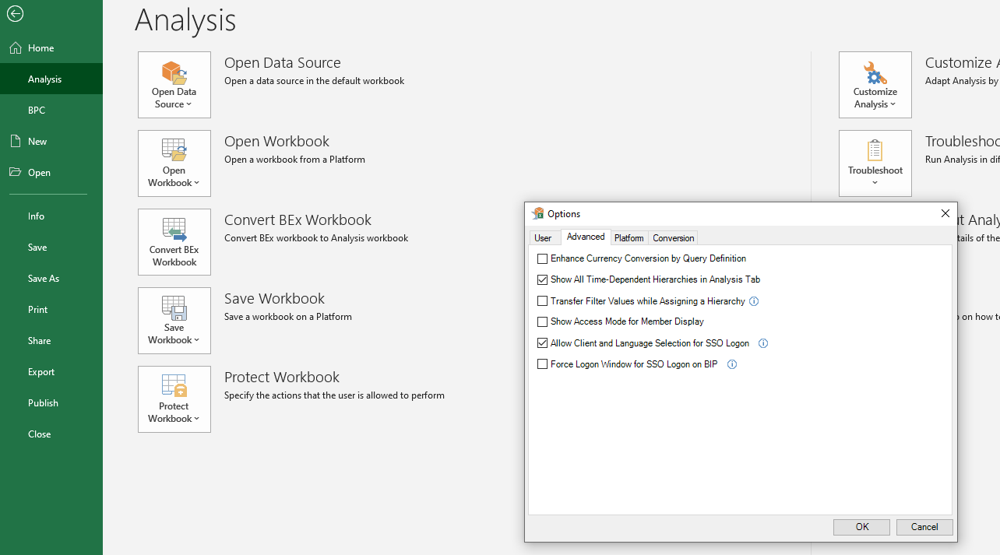 Analysis
Home
Analysis
BPC
New
Open
Info
Save
Save As
Print
Share
Export
Publish
Close
Open Data
Source
Open Data Source
Open a data source in the default workbook
Open
Workbook
Open Workbook
Open a workbook from a Platform
Convert BEx
Workbook
Convert BEx Workbook
Convert BEx workbook to Analysis workbook
Save
Workbook
Save Workbook
Save a workbook on a Platform
Protect
Workbook
Protect Workbook
Specify the actions that the user is allowed to perform
Customize
Analysis
Customize A
Adapt Analysis by
Troubleshoot
Troubleshoo
Run Analysis in dif
ut Analy
tails of the
on how to
Options
User Advanced Platform Conversion
Enhance Currency Conversion by Query Definition
Show All Time-Dependent Hierarchies in Analysis Tab
Transfer Filter Values while Assigning a Hierarchy
Show Access Mode for Member Display
Allow Client and Language Selection for SSO Logon
Force Logon Window for SSO Logon on BIP
OK Cancel